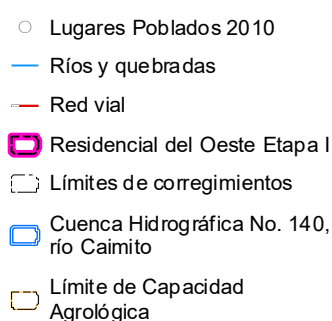 Lugares Poblados 2010
Ríos y quebradas
Red vial
Residencial del Oeste Etapa I
Límites de corregimientos
Cuenca Hidrográfica No. 140,
río Caimito
Límite de Capacidad
Agrológica